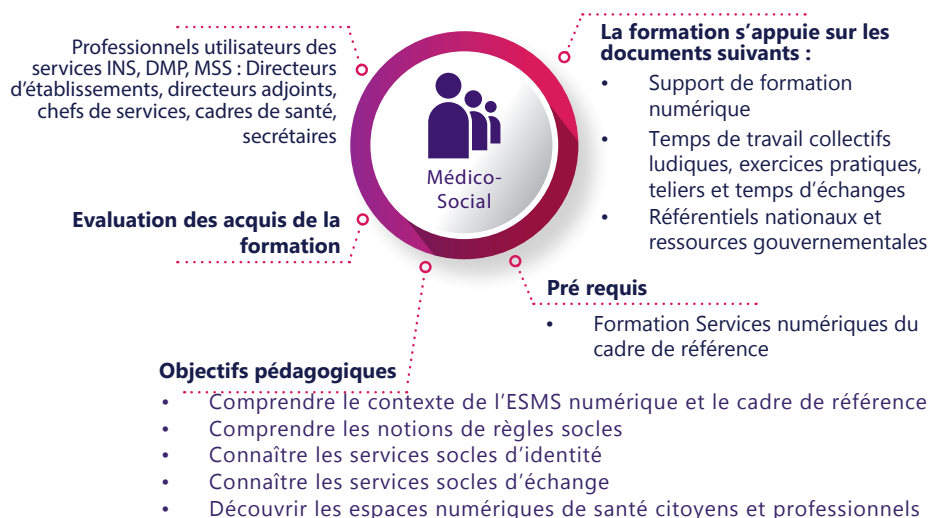 Professionnels utilisateurs des
services INS, DMP, MSS : Directeurs
d'établissements, directeurs adjoints,
chefs de services, cadres de santé,
secrétaires
Evaluation des acquis de la
formation
Médico-
Social
La formation s'appuie sur les
documents suivants :
• Support de formation
numérique
• Temps de travail collectifs
ludiques, exercices pratiques,
teliers et temps d'échanges
• Référentiels nationaux et
ressources gouvernementales
Pré requis
• Formation Services numériques du
cadre de référence
Objectifs pédagogiques
• Comprendre le contexte de l'ESMS numérique et le cadre de référence
• Comprendre les notions de règles socles
• Connaître les services socles d'identité
• Connaître les services socles d'échange
• Découvrir les espaces numériques de santé citoyens et professionnels